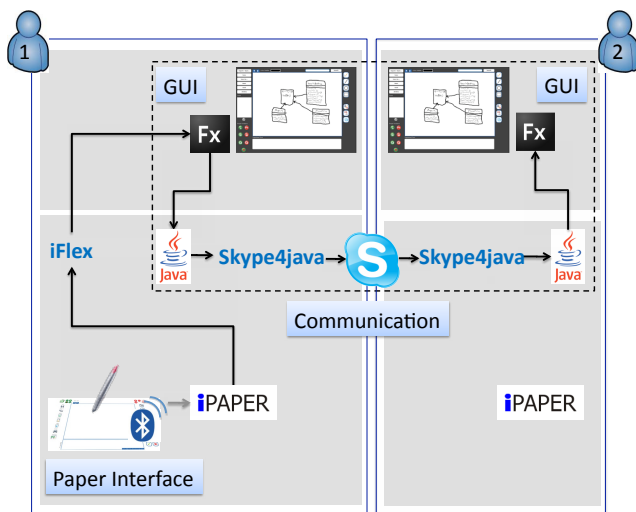 1
2
GUI
GUI
Fx
Fx
iFlex
Java
Skype4java
S
Skype4java
Java
Communication
iPAPER
iPAPER
Paper Interface